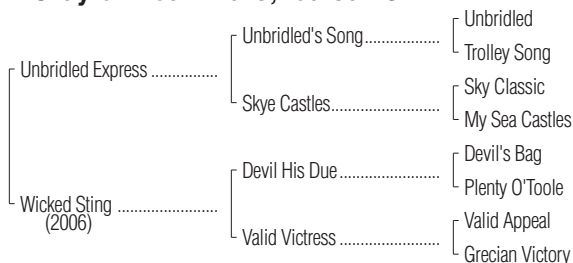 Unbridled
Unbridled's Song
Trolley Song
Unbridled Express
Sky Classic
Skye Castles
My Sea Castles
Devil's Bag
Devil His Due
Plenty O'Toole
Wicked Sting
(2006)
Valid Appeal
Valid Victress
Grecian Victory